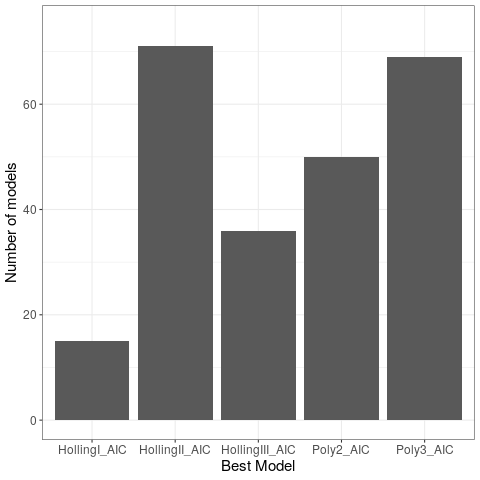 Number of models
60
40
20
0
HollingI_AIC HollingII_AIC HollingIII_AIC Poly2_AIC Poly3_AIC
Best Model